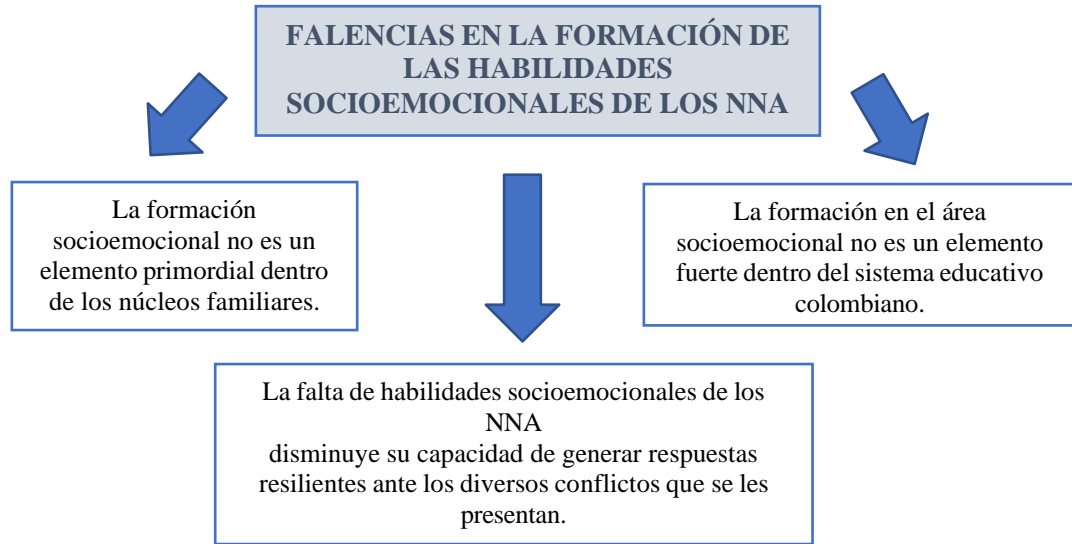 FALENCIAS EN LA FORMACIÓN DE
LAS HABILIDADES
SOCIOEMOCIONALES DE LOS NNA
La formación
socioemocional no es un
elemento primordial dentro
de los núcleos familiares.
La formación en el área
socioemocional no es un elemento
fuerte dentro del sistema educativo
colombiano.
La falta de habilidades socioemocionales de los
NNA
disminuye su capacidad de generar respuestas
resilientes ante los diversos conflictos que se les
presentan.